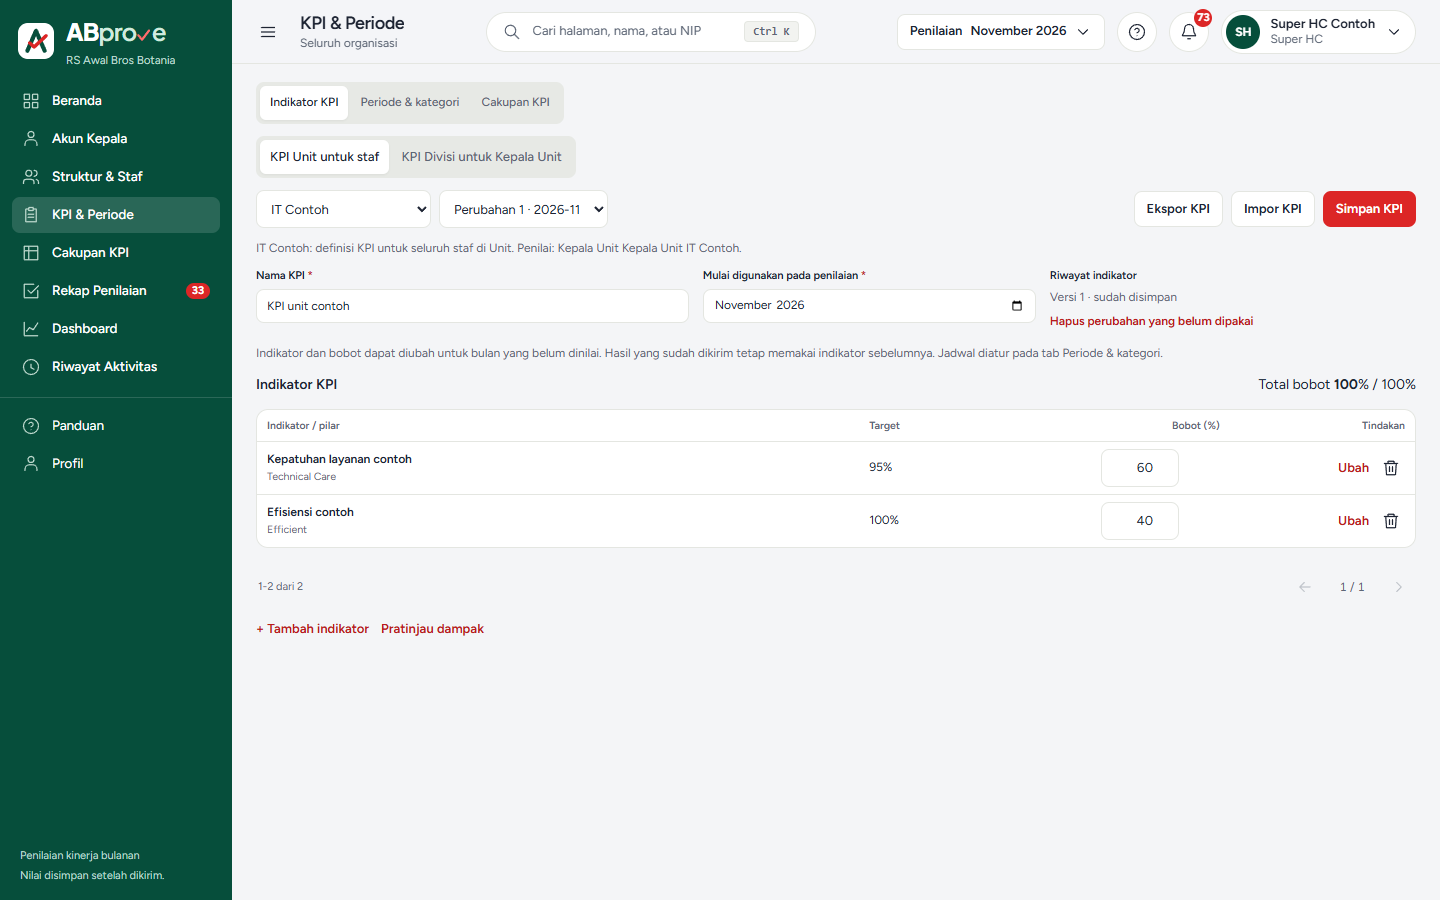 ABprove
RS Awal Bros Botania
Beranda
Akun Kepala
Struktur & Staf
KPI & Periode
Cakupan KPI
Rekap Penilaian 33
Dashboard
Riwayat Aktivitas
Panduan
Profil
Penilaian kinerja bulanan
Nilai disimpan setelah dikirim.
KPI & Periode
Seluruh organisasi
Cari halaman, nama, atau NIP Ctrl K
Penilaian November 2026
73
SH
Super HC Contoh
Super HC
Indikator KPI Periode & kategori Cakupan KPI
KPI Unit untuk staf KPI Divisi untuk Kepala Unit
IT Contoh Perubahan 1 · 2026-11 Ekspor KPI Impor KPI Simpan KPI
IT Contoh: definisi KPI untuk seluruh staf di Unit. Penilai: Kepala Unit Kepala Unit IT Contoh.
Nama KPI * Mulai digunakan pada penilaian * Riwayat indikator
KPI unit contoh November 2026 Versi 1 · sudah disimpan
Hapus perubahan yang belum dipakai
Indikator dan bobot dapat diubah untuk bulan yang belum dinilai. Hasil yang sudah dikirim tetap memakai indikator sebelumnya. Jadwal diatur pada tab Periode & kategori.
Indikator KPI Total bobot 100% / 100%
Indikator / pilar Target Bobot (%) Tindakan
Kepatuhan layanan contoh 95% 60 Ubah
Technical Care
Efisiensi contoh 100% 40 Ubah
Efficient
1-2 dari 2 1 / 1
+ Tambah indikator Pratinjau dampak